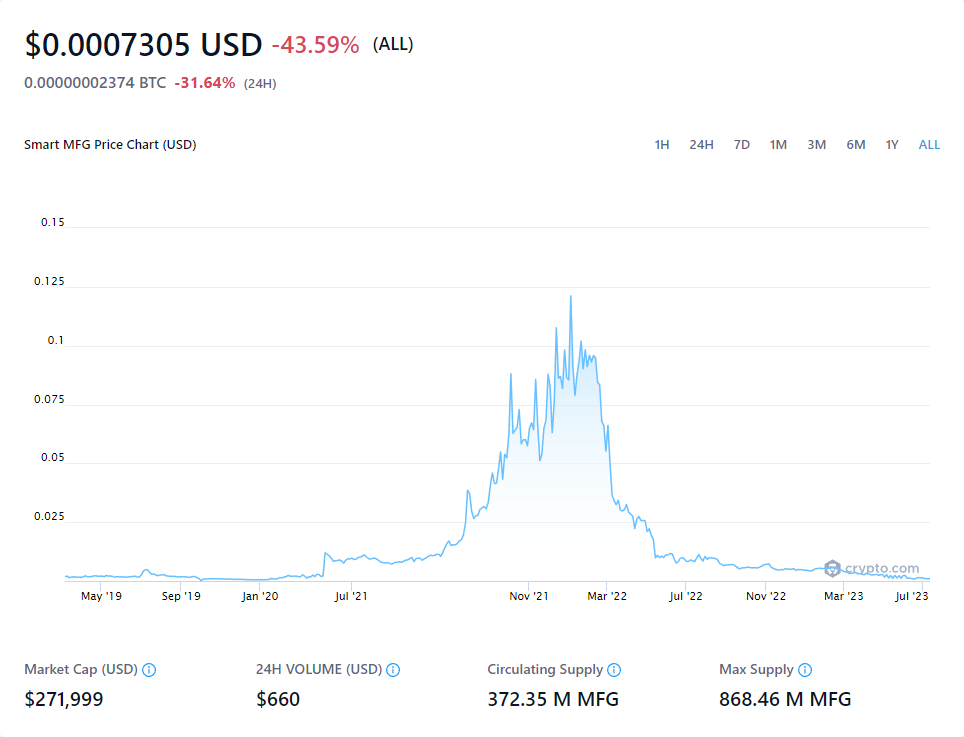 $0.0007305 USD -43.59% (ALL)
0.00000002374 BTC -31.64% (24H)
Smart MFG Price Chart (USD) 1H 24H 7D 1M 3M 6M 1Y ALL
0.15
0.125
0.1
0.075
0.05
0.025
crypto.com
May '19 Sep '19 Jan '20 Jul '21 Nov '21 Mar '22 Jul '22 Nov '22 Mar '23 Jul '23
Market Cap (USD) 24H VOLUME (USD) Circulating Supply Max Supply
$271,999 $660 372.35 M MFG 868.46 M MFG